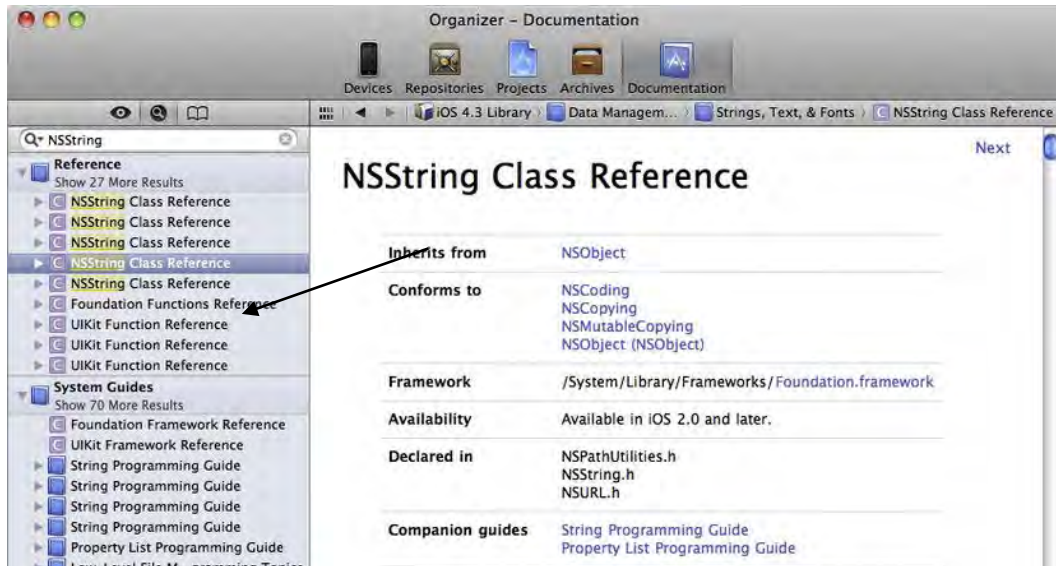 Organizer – Documentation
Devices Repositories Projects Archives Documentation
iOS 4.3 Library Data Managem... Strings, Text, & Fonts NSString Class Reference
NSString
Reference
Show 27 More Results
NSString Class Reference
NSString Class Reference
NSString Class Reference
NSString Class Reference
NSString Class Reference
Foundation Functions Reference
UIKit Function Reference
UIKit Function Reference
UIKit Function Reference
System Guides
Show 70 More Results
Foundation Framework Reference
UIKit Framework Reference
String Programming Guide
String Programming Guide
String Programming Guide
String Programming Guide
Property List Programming Guide
Next
NSString Class Reference
Inherits from NSObject
Conforms to NSCoding
NSCopying
NSMutableCopying
NSObject (NSObject)
Framework /System/Library/Frameworks/Foundation.framework
Availability Available in iOS 2.0 and later.
Declared in NSPathUtilities.h
NSString.h
NSURL.h
Companion guides String Programming Guide
Property List Programming Guide